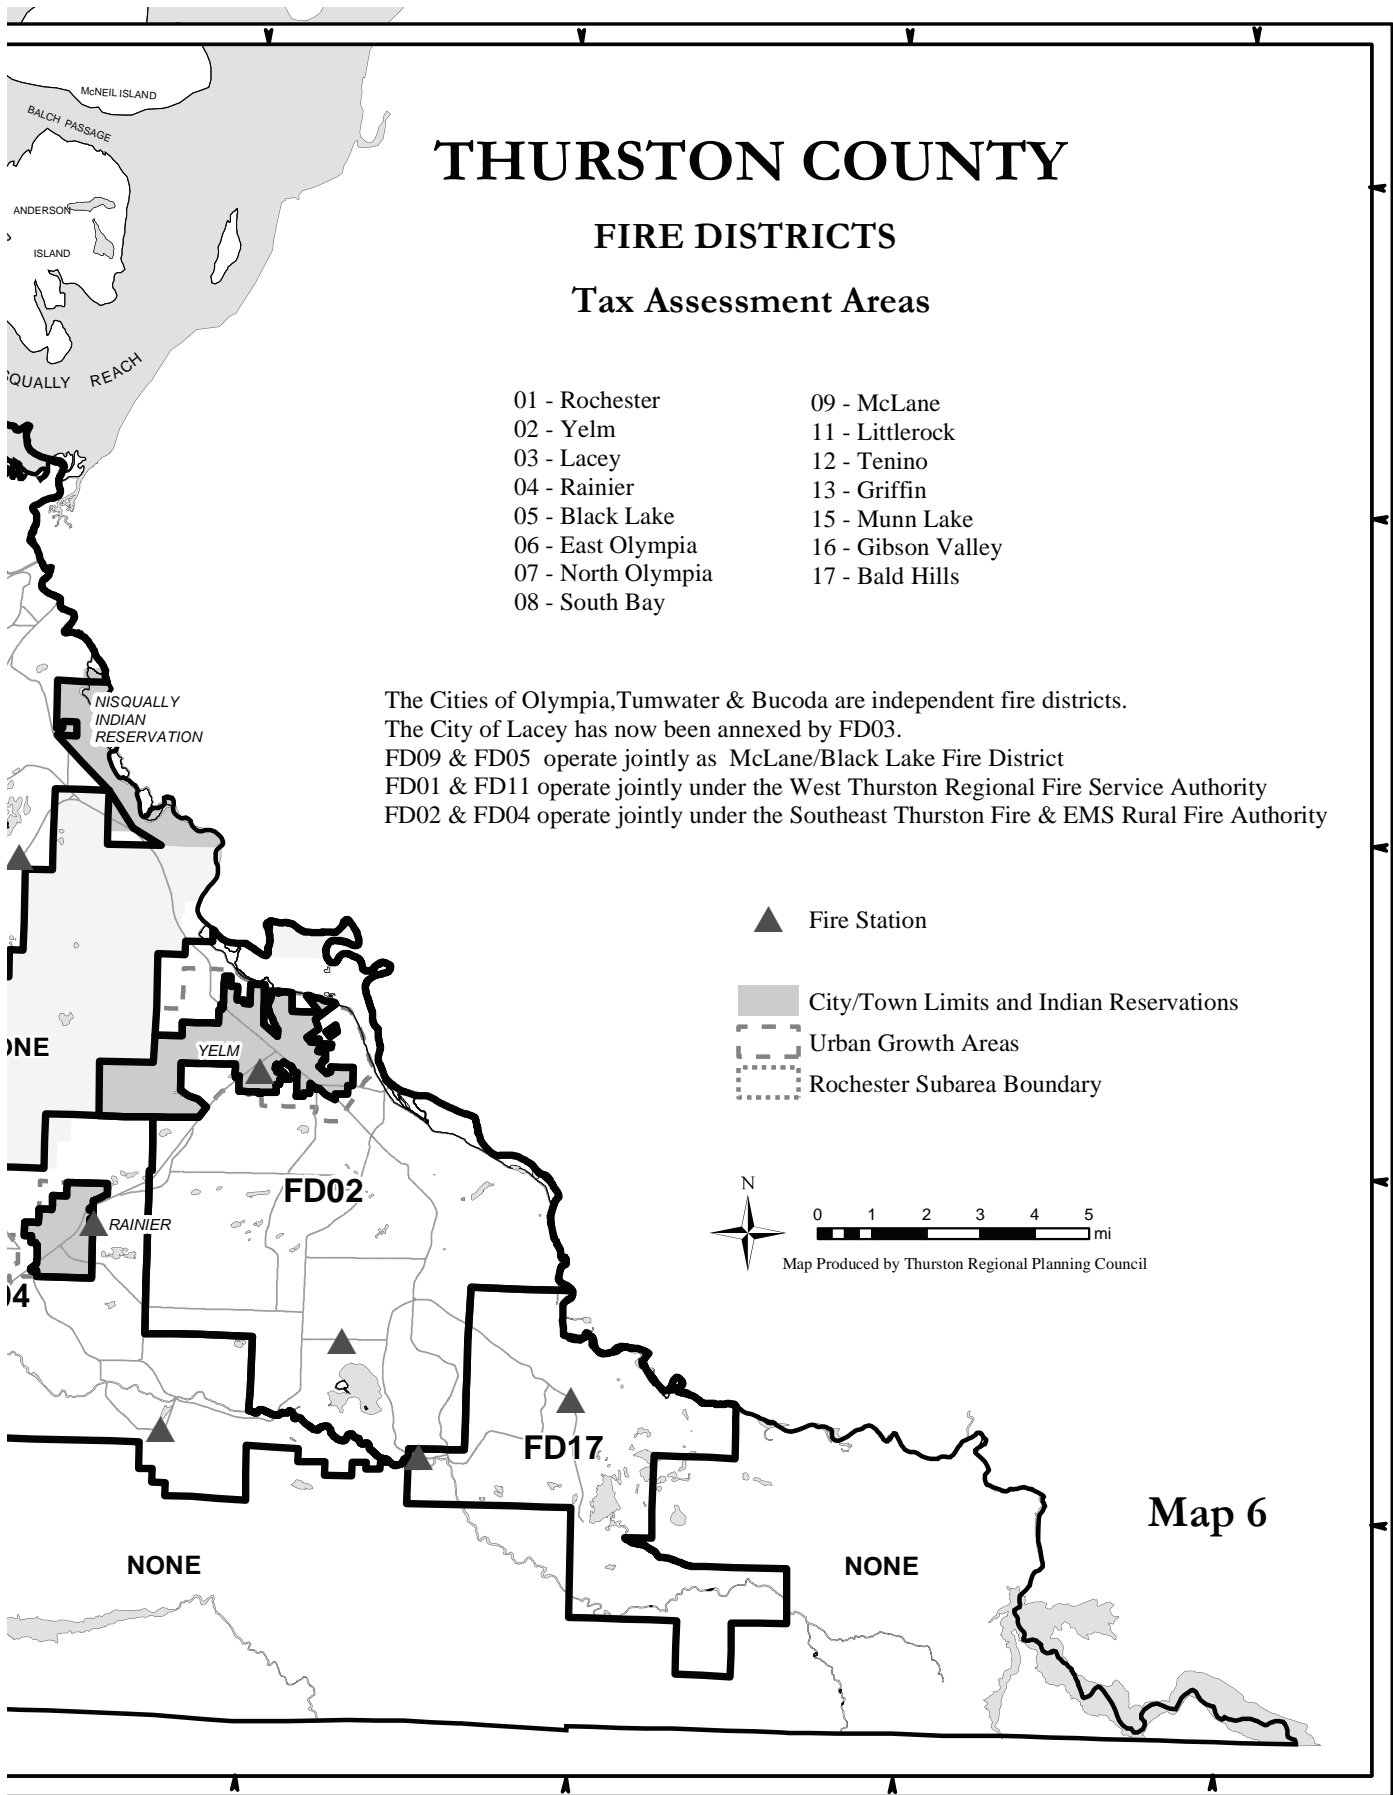 McNEIL ISLAND
BALCH PASSAGE
THURSTON COUNTY
FIRE DISTRICTS
ANDERSON
ISLAND
Tax Assessment Areas
SQUALLY REACH
01 - Rochester
02 - Yelm
03 - Lacey
04 - Rainier
05 - Black Lake
06 - East Olympia
07 - North Olympia
08 - South Bay
09 - McLane
11 - Littlerock
12 - Tenino
13 - Griffin
15 - Munn Lake
16 - Gibson Valley
17 - Bald Hills
NISQUALLY
INDIAN
RESERVATION
The Cities of Olympia,Tumwater & Bucoda are independent fire districts.
The City of Lacey has now been annexed by FD03.
FD09 & FD05 operate jointly as McLane/Black Lake Fire District
FD01 & FD11 operate jointly under the West Thurston Regional Fire Service Authority
FD02 & FD04 operate jointly under the Southeast Thurston Fire & EMS Rural Fire Authority
Fire Station
City/Town Limits and Indian Reservations
Urban Growth Areas
Rochester Subarea Boundary
ONE
YELM
FD02
RAINIER
04
N
0 1 2 3 4 5
mi
Map Produced by Thurston Regional Planning Council
FD17
Map 6
NONE
NONE